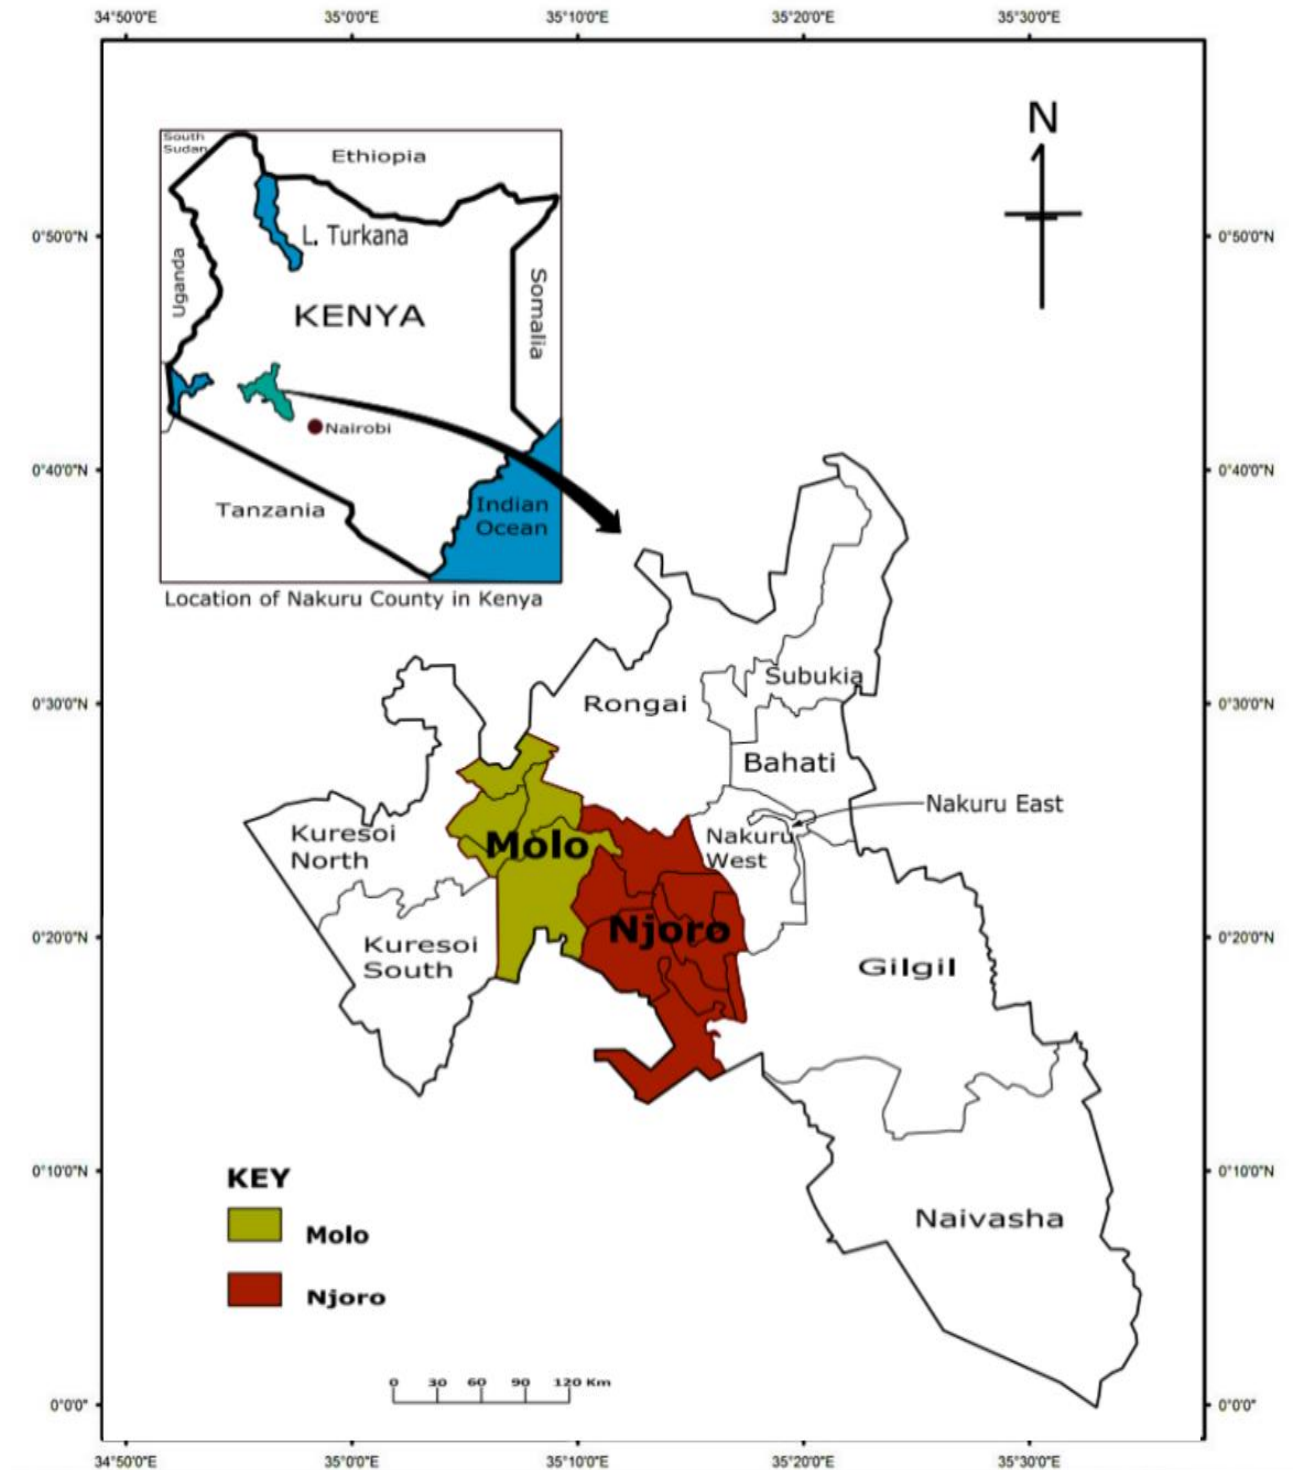 34°50'0"E
35°0'0"E
35°10'0"E
35°20'0"E
35°30'0"E
N
South
Sudan
Ethiopia
L. Turkana
Uganda
Somalia
KENYA
Nairobi
Tanzania
Indian
Ocean
Location of Nakuru County in Kenya
0°50'0"N
0°50'0"N
0°40'0"N
0°40'0"N
0°30'0"N
0°30'0"N
0°20'0"N
0°20'0"N
0°10'0"N
0°10'0"N
0°0'0"
0°0'0"
Subukia
Rongai
Bahati
Nakuru East
Kuresoi
North
Molo
Nakuru
West
Njoro
Kuresoi
South
Gilgil
Naivasha
KEY
Molo
Njoro
0 30 60 90 120 Km
34°50'0"E
35°0'0"E
35°10'0"E
35°20'0"E
35°30'0"E